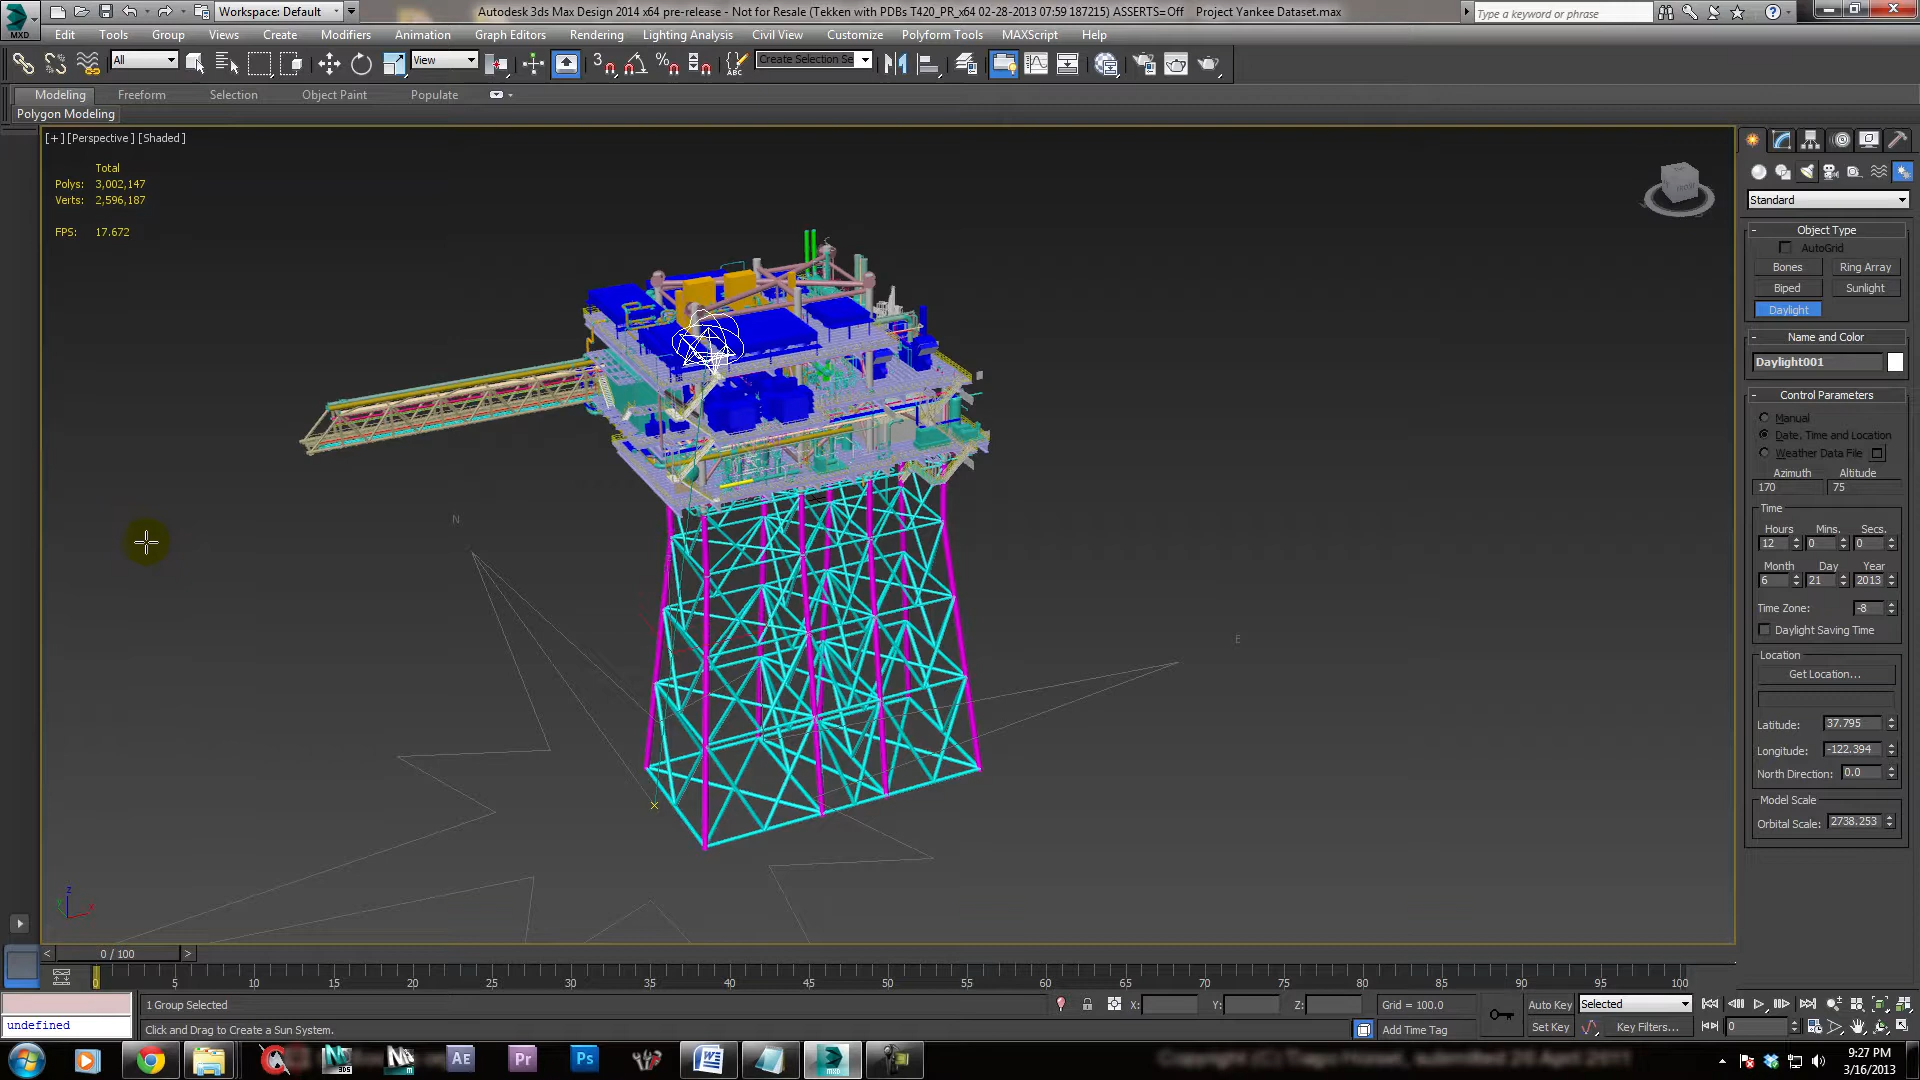 Workspace: Default
Autodesk 3ds Max Design 2014 x64 pre-release - Not for Resale (Tekken with PDBs T420_PR_x64 02-28-2013 07:59 187215) ASSERTS=Off Project Yankee Dataset.max
Type a keyword or phrase
MXD
Edit Tools Group Views Create Modifiers Animation Graph Editors Rendering Lighting Analysis Civil View Customize Polyform Tools MAXScript Help
All View Create Selection Se
Modeling Freeform Selection Object Paint Populate
Polygon Modeling
[+] [Perspective] [Shaded]
Total
Polys: 3,002,147
Verts: 2,596,187
FPS: 17.672
N
E
Standard
Object Type
AutoGrid
Bones Ring Array
Biped Sunlight
Daylight
Name and Color
Daylight001
Control Parameters
Manual
Date, Time and Location
Weather Data File
Azimuth Altitude
170 75
Time
Hours Mins. Secs.
12 0 0
Month Day Year
6 21 2013
Time Zone: -8
Daylight Saving Time
Location
Get Location...
Latitude: 37.795
Longitude: -122.394
North Direction: 0.0
Model Scale
Orbital Scale: 2738.253
0 / 100
0 5 10 15 20 25 30 35 40 45 50 55 60 65 70 75 80 85 90 95 100
1 Group Selected
X: Y: Z: Grid = 100.0
Auto Key Selected
undefined
Click and Drag to Create a Sun System.
Add Time Tag
Set Key Key Filters... 0
AE Pr Ps MXD
9:27 PM
3/16/2013